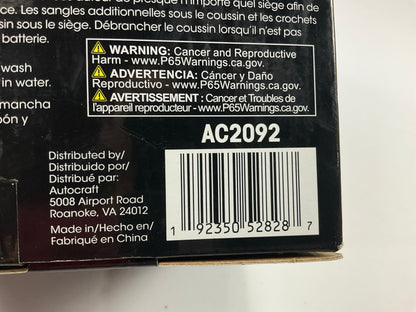 presque n'importe quel siège afin de
ce. Les sangles additionnelles sous le coussin et les crochets
sin sous le siège. Débrancher le coussin lorsqu'il n'est pas
batterie.
wash
in water.
mancha
ón y
WARNING: Cancer and Reproductive
Harm - www.P65Warnings.ca.gov.
ADVERTENCIA: Cáncer y Daño
Reproductivo - www.P65Warnings.ca.gov.
AVERTISSEMENT : Cancer et Troubles de
l'appareil reproducteur - www.P65Warnings.ca.gov.
AC2092
Distributed by/
Distribuido por/
Distribué par:
Autocraft
5008 Airport Road
Roanoke, VA 24012
Made in/Hecho en/
Fabriqué en China
1 92350 52828 7